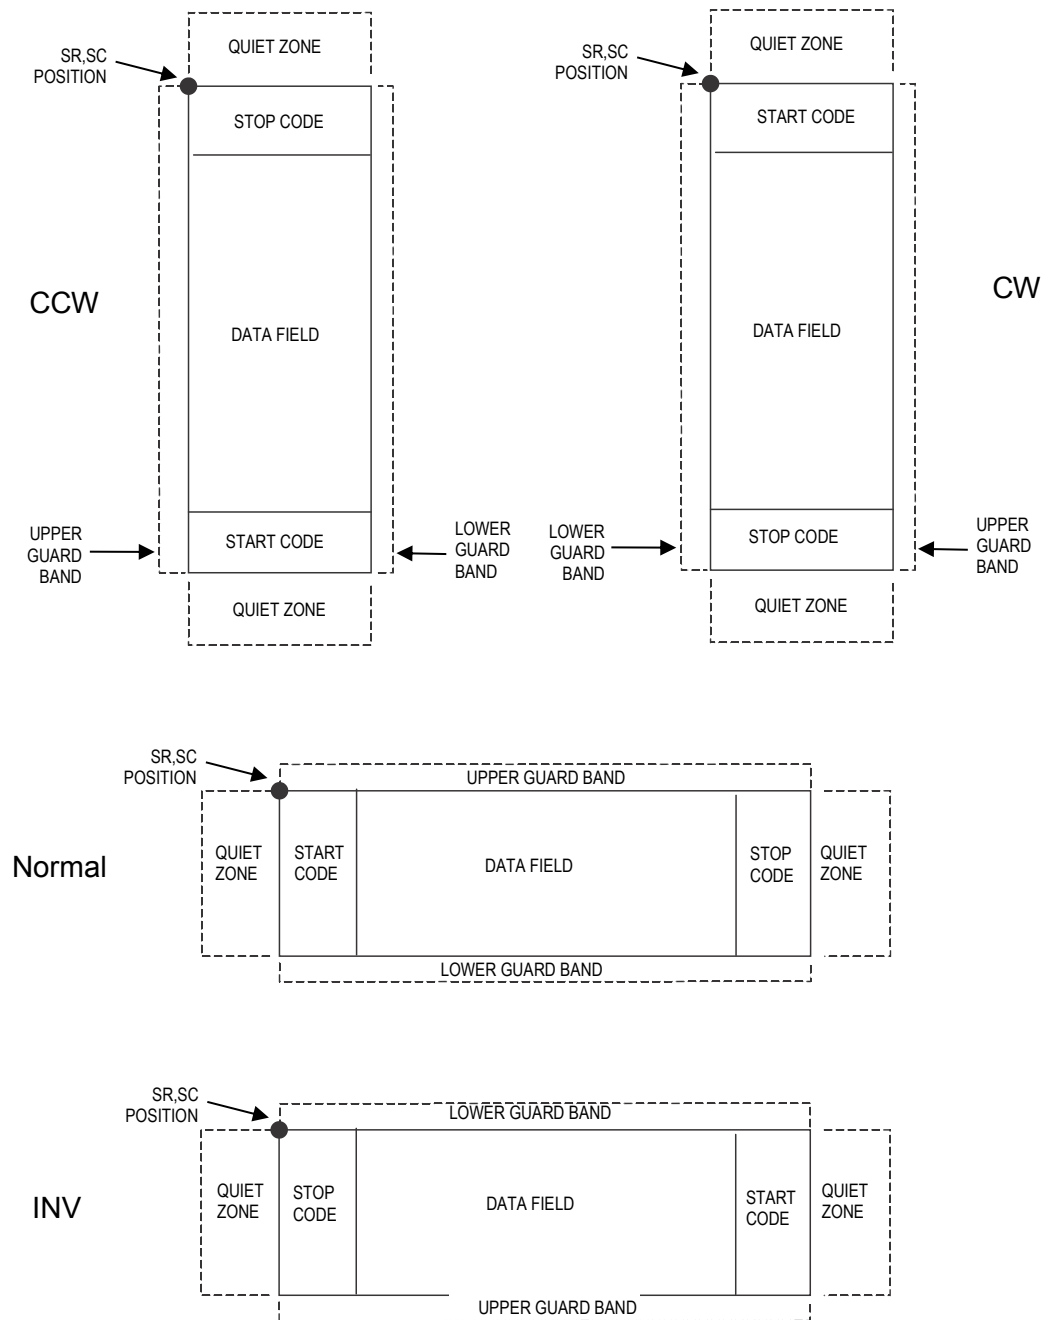 QUIET ZONE
SR,SC
POSITION
STOP CODE
CCW
DATA FIELD
UPPER
GUARD
BAND
START CODE
LOWER
GUARD
BAND
QUIET ZONE
QUIET ZONE
SR,SC
POSITION
START CODE
CW
DATA FIELD
LOWER
GUARD
BAND
STOP CODE
UPPER
GUARD
BAND
QUIET ZONE
SR,SC
POSITION
UPPER GUARD BAND
Normal
QUIET
ZONE
START
CODE
DATA FIELD
STOP
CODE
QUIET
ZONE
LOWER GUARD BAND
SR,SC
POSITION
LOWER GUARD BAND
INV
QUIET
ZONE
STOP
CODE
DATA FIELD
START
CODE
QUIET
ZONE
UPPER GUARD BAND